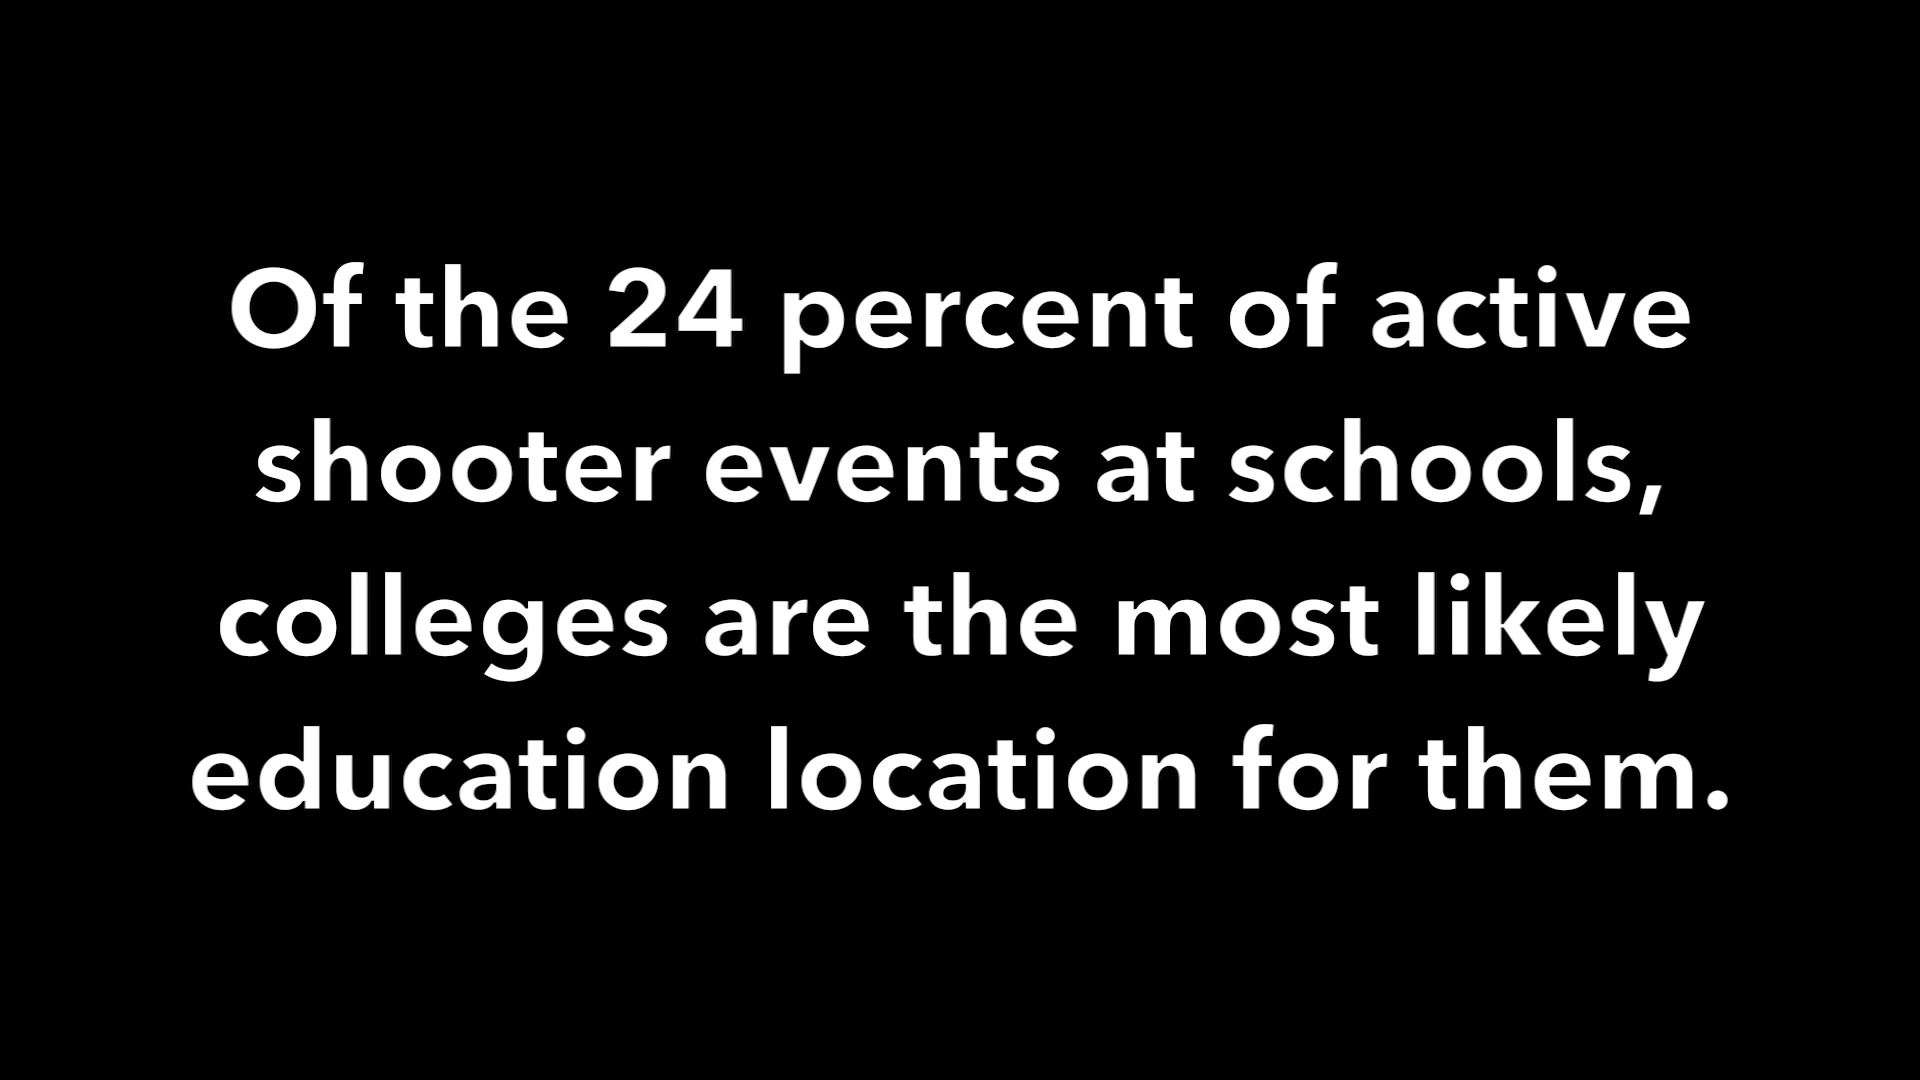 Of the 24 percent of active
shooter events at schools,
colleges are the most likely
education location for them.